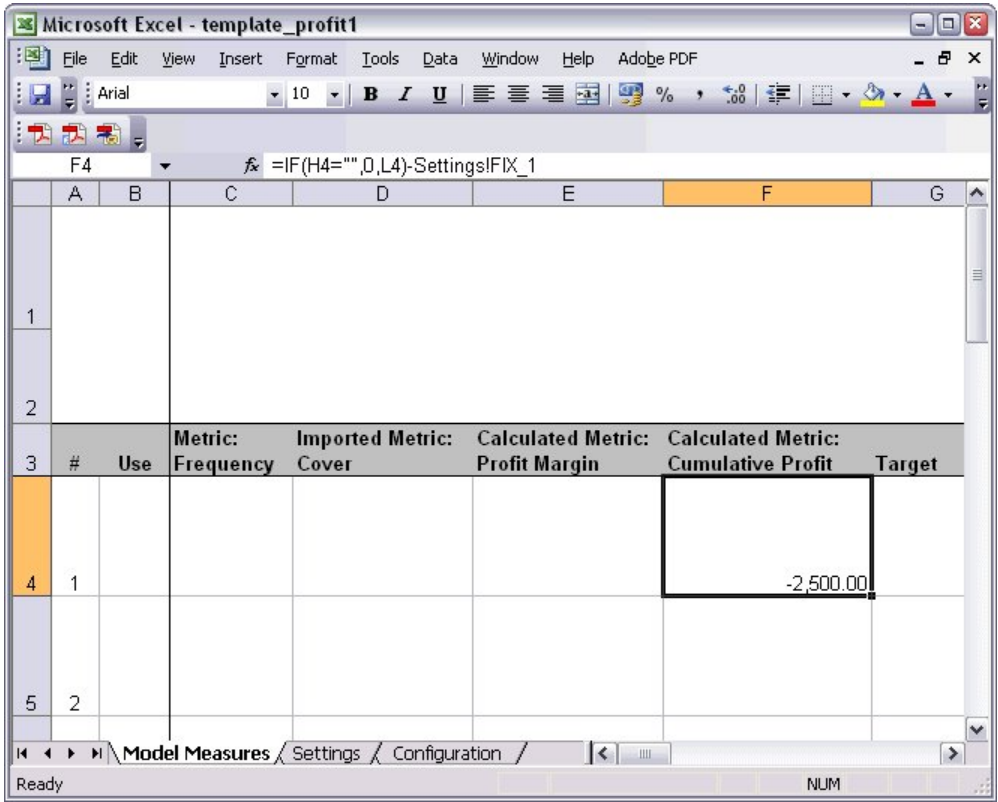 Microsoft Excel - template_profit1
File Edit View Insert Format Tools Data Window Help Adobe PDF
Arial 10 B I U % , .00
F4 fx =IF(H4="",0,L4)-Settings!FIX_1
A B C D E F G
1
2
3 # Use Metric: Frequency Imported Metric: Cover Calculated Metric: Profit Margin Calculated Metric: Cumulative Profit Target
4 1 -2,500.00
5 2
Model Measures Settings Configuration
Ready NUM